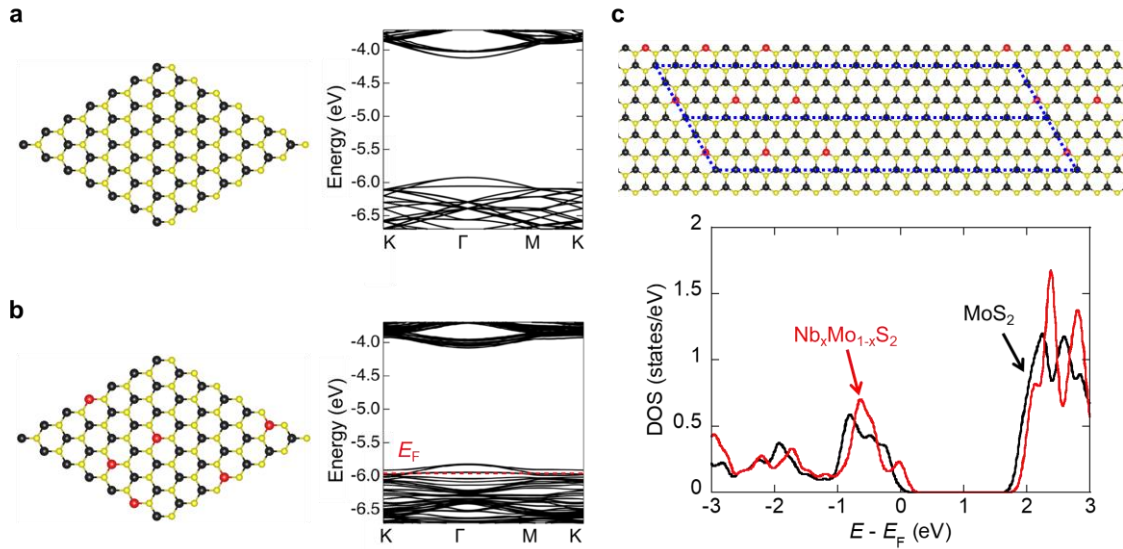 a
Energy (eV)
-4.0
-4.5
-5.0
-5.5
-6.0
-6.5
K Γ M K
b
Energy (eV)
-4.0
-4.5
-5.0
-5.5
-6.0
-6.5
E_F
K Γ M K
c
DOS (states/eV)
2
1.5
1
0.5
0
MoS₂
NbₓMo₁₋ₓS₂
-3 -2 -1 0 1 2 3
E - E_F (eV)